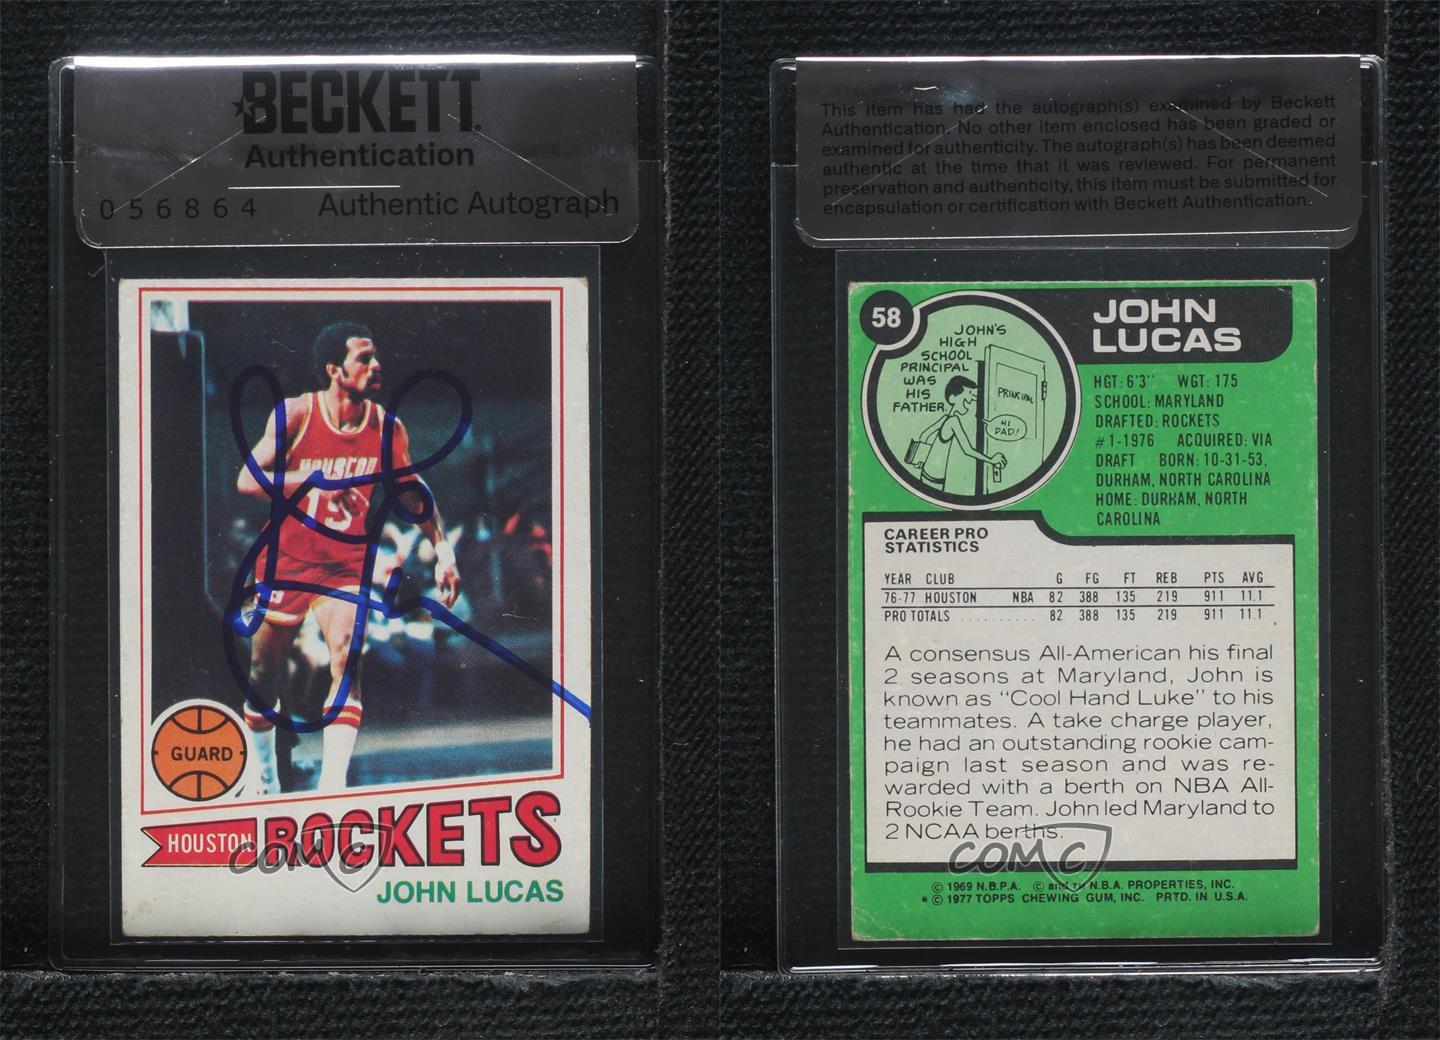 BECKETT
Authentication
056864 Authentic Autograph
HOUSTON
15
GUARD
HOUSTON ROCKETS
COMC
JOHN LUCAS
This item has had the autograph(s) examined by Beckett
Authentication. No other item enclosed has been graded or
examined for authenticity. The autograph(s) has been deemed
authentic at the time that it was reviewed. For permanent
preservation and authenticity, this item must be submitted for
encapsulation or certification with Beckett Authentication.
58
JOHN
LUCAS
JOHN'S
HIGH
SCHOOL
PRINCIPAL
WAS
HIS
FATHER.
PRINCIPAL
HI
DAD!
HGT: 6'3" WGT: 175
SCHOOL: MARYLAND
DRAFTED: ROCKETS
#1-1976 ACQUIRED: VIA
DRAFT BORN: 10-31-53,
DURHAM, NORTH CAROLINA
HOME: DURHAM, NORTH
CAROLINA
CAREER PRO
STATISTICS
YEAR CLUB G FG FT REB PTS AVG
76-77 HOUSTON NBA 82 388 135 219 911 11.1
PRO TOTALS .......... 82 388 135 219 911 11.1
A consensus All-American his final
2 seasons at Maryland, John is
known as "Cool Hand Luke" to his
teammates. A take charge player,
he had an outstanding rookie cam-
paign last season and was re-
warded with a berth on NBA All-
Rookie Team. John led Maryland to
2 NCAA berths.
COMC
© 1969 N.B.P.A. © and TM N.B.A. PROPERTIES, INC.
* © 1977 TOPPS CHEWING GUM, INC. PRTD. IN U.S.A.